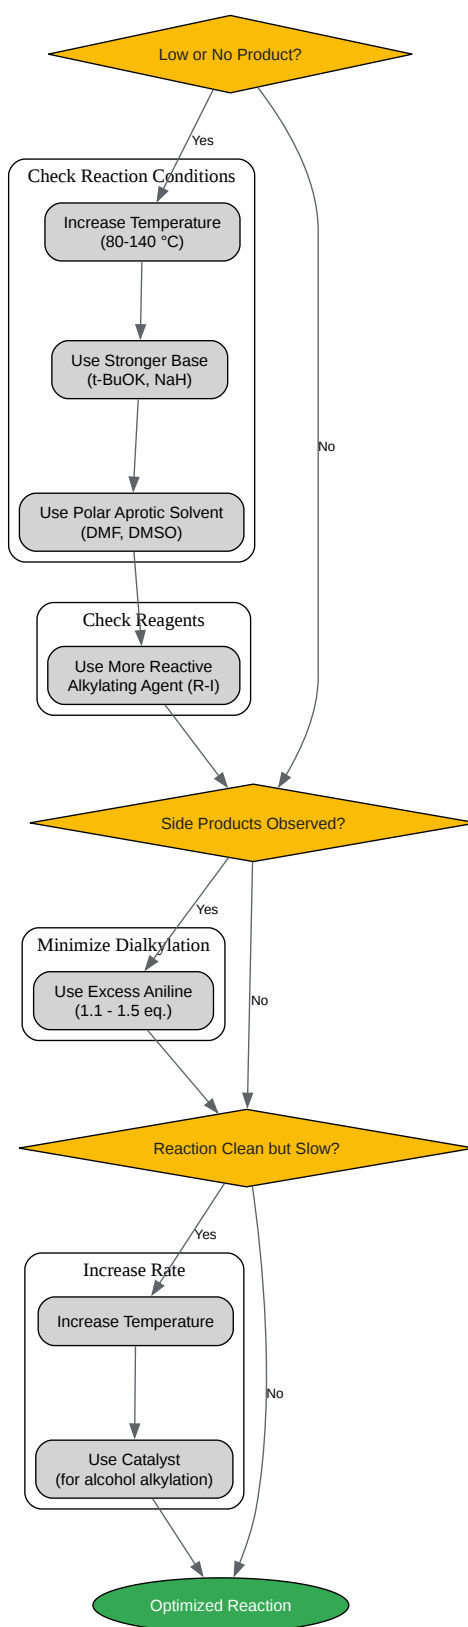 Low or No Product?
Yes
Check Reaction Conditions
Increase Temperature
(80-140 °C)
Use Stronger Base
(t-BuOK, NaH)
No
Use Polar Aprotic Solvent
(DMF, DMSO)
Check Reagents
Use More Reactive
Alkylating Agent (R-I)
Side Products Observed?
Yes
Minimize Dialkylation
Use Excess Aniline
(1.1 - 1.5 eq.)
No
Reaction Clean but Slow?
Yes
Increase Rate
Increase Temperature
No
Use Catalyst
(for alcohol alkylation)
Optimized Reaction